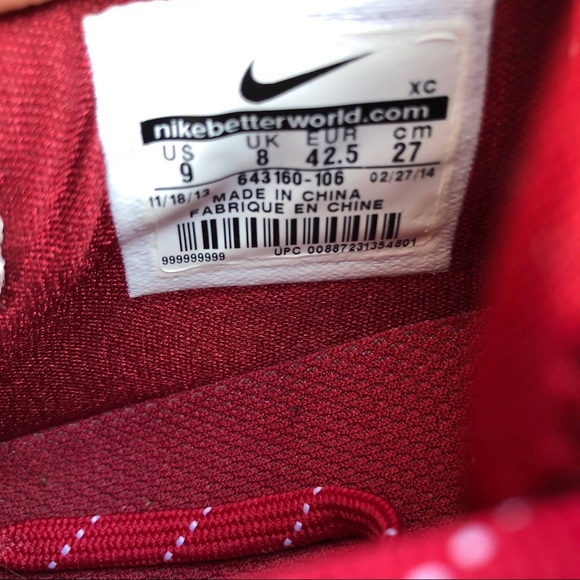 XC
nikebetterworld.com/
US UK EUR cm
9 8 42.5 27
643160-106
11/18/13 02/27/14
MADE IN CHINA
FABRIQUE EN CHINE
999999999 UPC 00887231354801